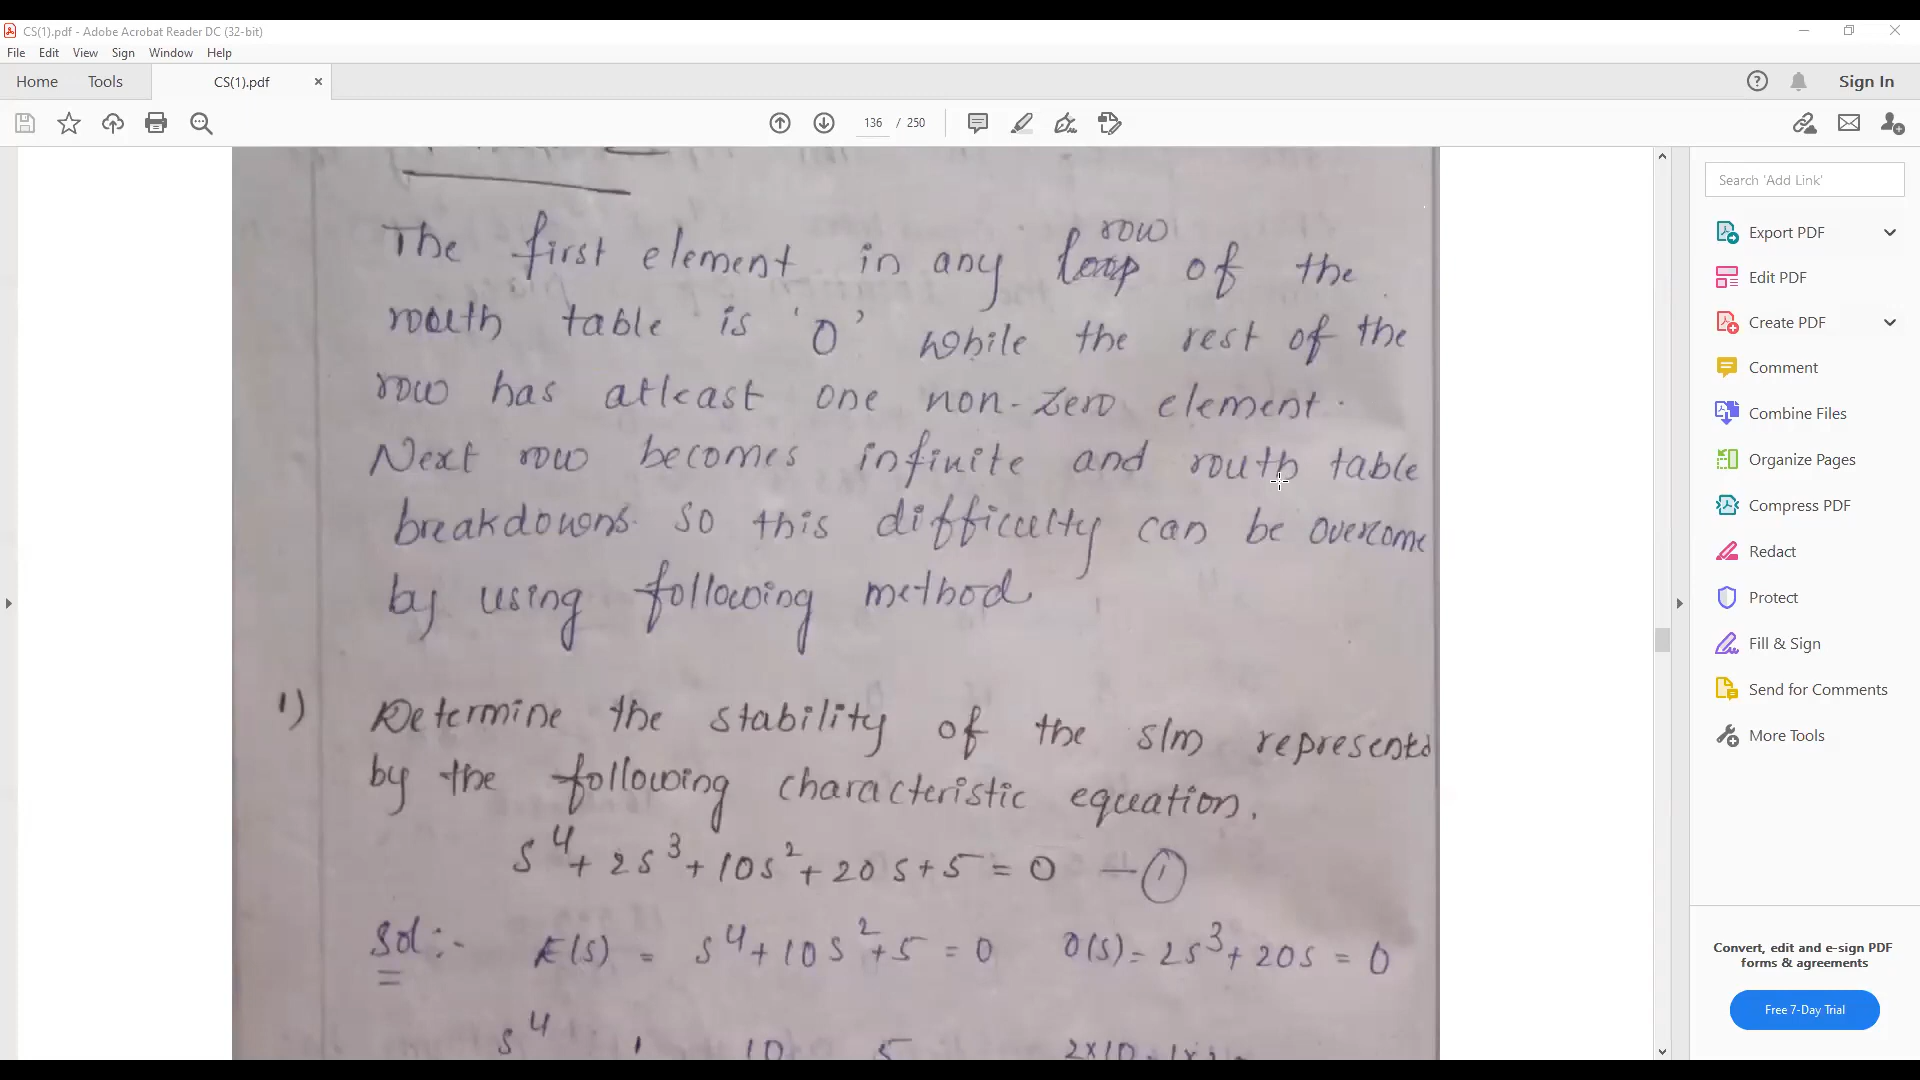 CS(1).pdf - Adobe Acrobat Reader DC (32-bit)
File Edit View Sign Window Help
Home Tools CS(1).pdf × Sign In
136 / 250
The first element in any row of the
routh table is '0' while the rest of the
row has atleast one non-zero element.
Next row becomes infinite and routh table
breakdowns. so this difficulty can be overcome
by using following method
1) Determine the stability of the s/m represented
by the following characteristic equation.
s⁴ + 2s³ + 10s² + 20s + 5 = 0 — ①
Sol:- E(s) = s⁴ + 10s² + 5 = 0 O(s) = 2s³ + 20s = 0
s⁴ 1 10 5
Search 'Add Link'
Export PDF
Edit PDF
Create PDF
Comment
Combine Files
Organize Pages
Compress PDF
Redact
Protect
Fill & Sign
Send for Comments
More Tools
Convert, edit and e-sign PDF
forms & agreements
Free 7-Day Trial